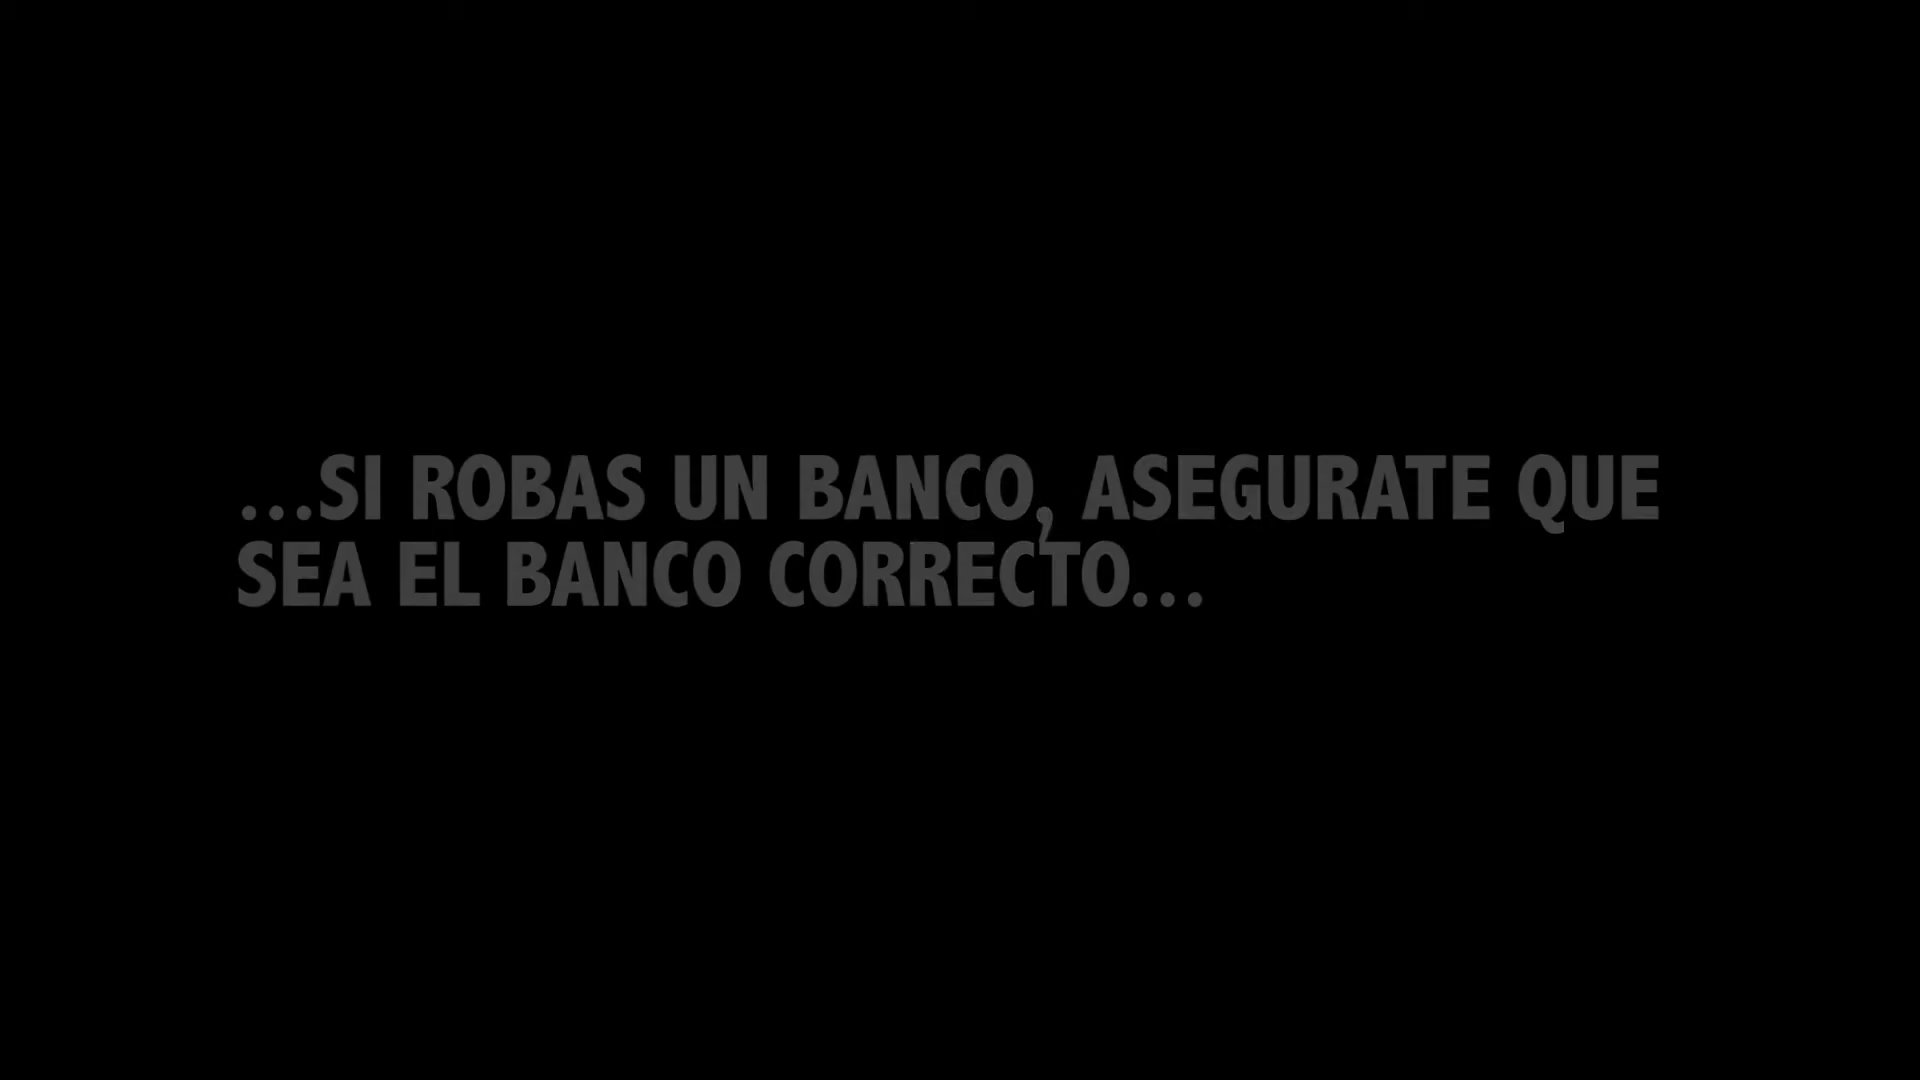 ...SI ROBAS UN BANCO, ASEGURATE QUE
SEA EL BANCO CORRECTO...